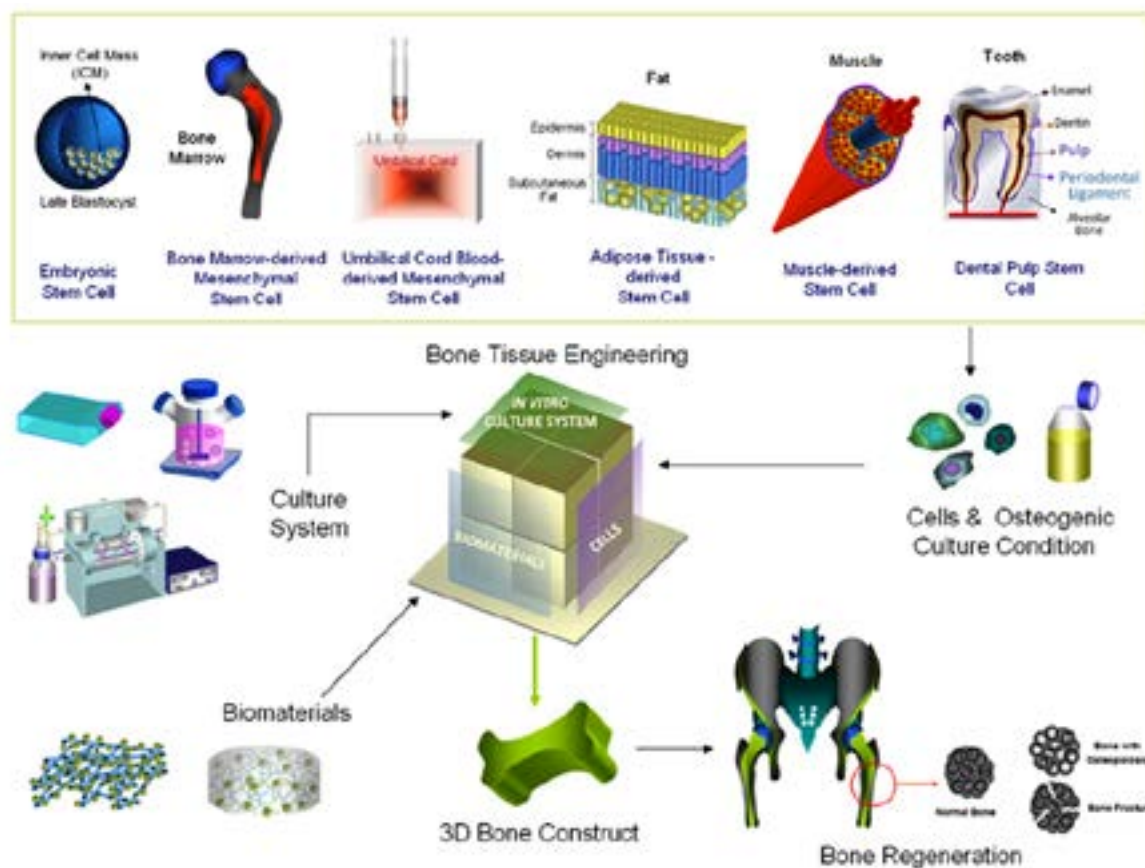 Inner Cell Mass
(ICM)
Late Blastocyst
Embryonic
Stem Cell
Bone
Marrow
Bone Marrow-derived
Mesenchymal
Stem Cell
Umbilical Cord
Umbilical Cord Blood-
derived Mesenchymal
Stem Cell
Fat
Epidermis
Dermis
Subcutaneous
Fat
Adipose Tissue -
derived
Stem Cell
Muscle
Muscle-derived
Stem Cell
Tooth
Enamel
Dentin
Pulp
Periodontal
Ligament
Alveolar
Bone
Dental Pulp Stem
Cell
Bone Tissue Engineering
IN VITRO
CULTURE SYSTEM
BIOMATERIALS
CELLS
Culture
System
Cells & Osteogenic
Culture Condition
Biomaterials
3D Bone Construct
Normal Bone
Bone with
Bone Fracture
Bone Regeneration